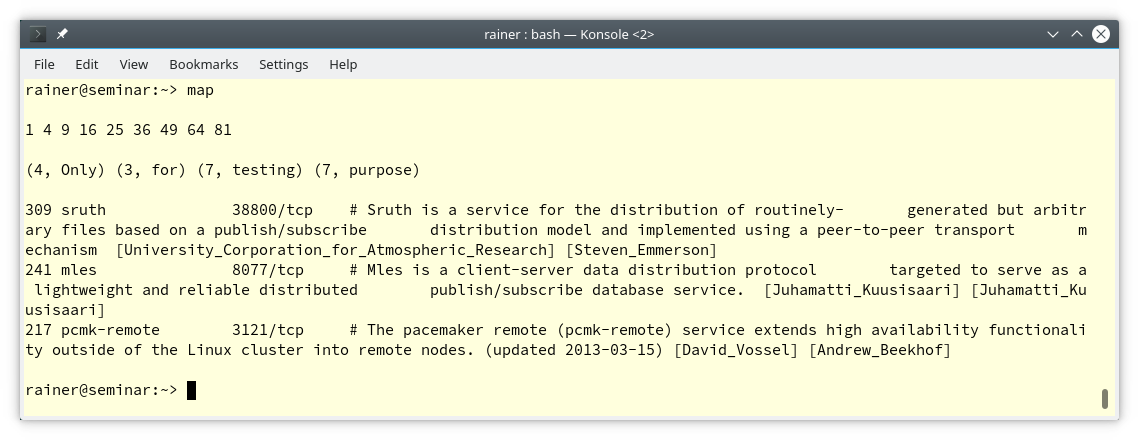 rainer : bash — Konsole <2>
File Edit View Bookmarks Settings Help
rainer@seminar:~> map
1 4 9 16 25 36 49 64 81
(4, Only) (3, for) (7, testing) (7, purpose)
309 sruth              38800/tcp    # Sruth is a service for the distribution of routinely-       generated but arbitr
ary files based on a publish/subscribe       distribution model and implemented using a peer-to-peer transport       m
echanism  [University_Corporation_for_Atmospheric_Research] [Steven_Emmerson]
241 mles               8077/tcp     # Mles is a client-server data distribution protocol        targeted to serve as a
 lightweight and reliable distributed        publish/subscribe database service.  [Juhamatti_Kuusisaari] [Juhamatti_Ku
usisaari]
217 pcmk-remote        3121/tcp     # The pacemaker remote (pcmk-remote) service extends high availability functionali
ty outside of the Linux cluster into remote nodes. (updated 2013-03-15) [David_Vossel] [Andrew_Beekhof]
rainer@seminar:~>